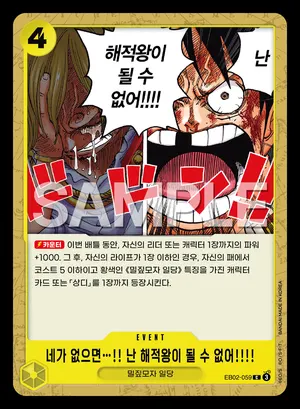 4
해적왕이
될 수
없어!!!!
난
ドドン!!
SAMPLE
카운터 이번 배틀 동안, 자신의 리더 또는 캐릭터 1장까지의 파워
+1000. 그 후, 자신의 라이프가 1장 이하인 경우, 자신의 패에서
코스트 5 이하이고 황색인 《밀짚모자 일당》 특징을 가진 캐릭터
카드 또는 「상디」를 1장까지 등장시킨다.
EVENT
네가 없으면…!! 난 해적왕이 될 수 없어!!!!
밀짚모자 일당
EB02-059